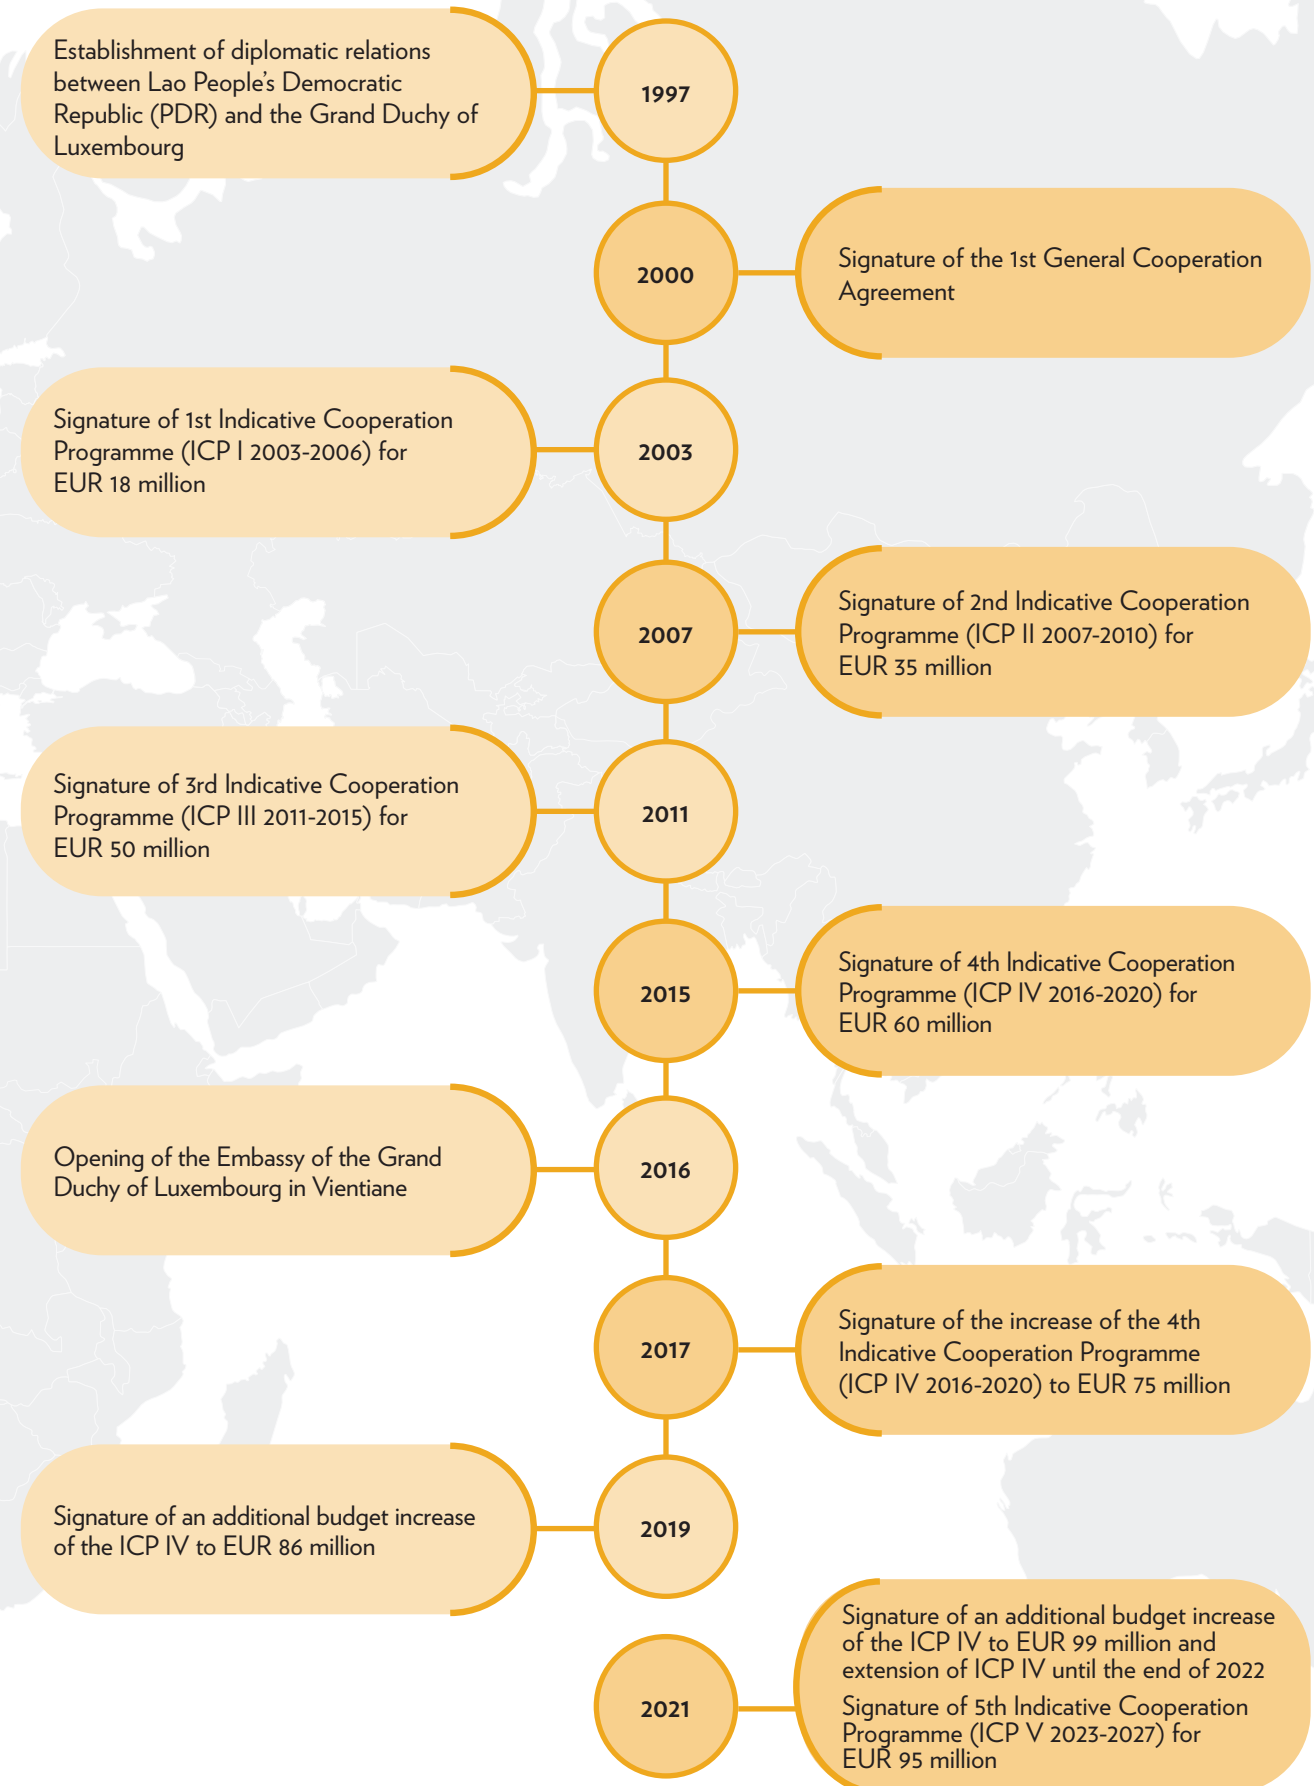 Establishment of diplomatic relations
between Lao People’s Democratic
Republic (PDR) and the Grand Duchy of
Luxembourg
1997
2000
Signature of the 1st General Cooperation
Agreement
Signature of 1st Indicative Cooperation
Programme (ICP I 2003-2006) for
EUR 18 million
2003
2007
Signature of 2nd Indicative Cooperation
Programme (ICP II 2007-2010) for
EUR 35 million
Signature of 3rd Indicative Cooperation
Programme (ICP III 2011-2015) for
EUR 50 million
2011
2015
Signature of 4th Indicative Cooperation
Programme (ICP IV 2016-2020) for
EUR 60 million
Opening of the Embassy of the Grand
Duchy of Luxembourg in Vientiane
2016
2017
Signature of the increase of the 4th
Indicative Cooperation Programme
(ICP IV 2016-2020) to EUR 75 million
Signature of an additional budget increase
of the ICP IV to EUR 86 million
2019
2021
Signature of an additional budget increase
of the ICP IV to EUR 99 million and
extension of ICP IV until the end of 2022
Signature of 5th Indicative Cooperation
Programme (ICP V 2023-2027) for
EUR 95 million